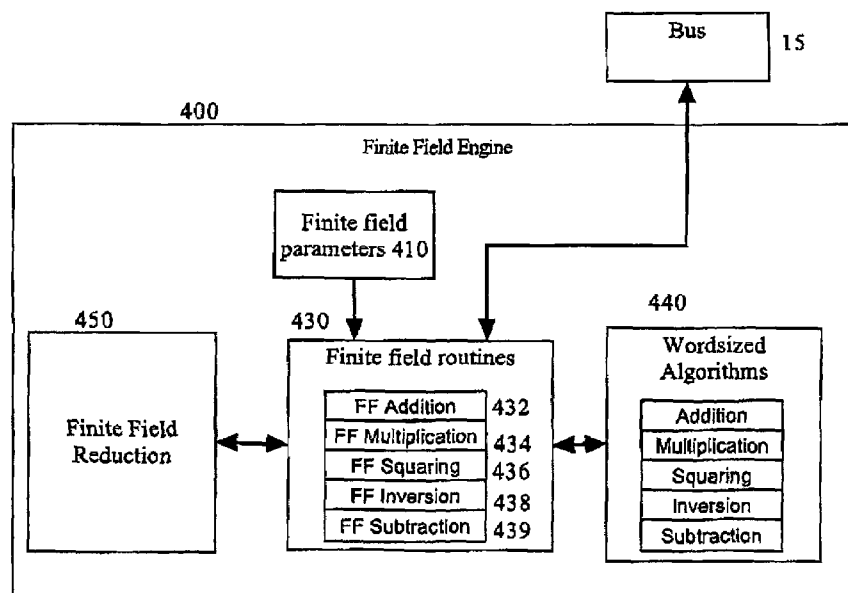 Bus
15
400
Finite Field Engine
Finite field
parameters 410
450
430
440
Finite Field
Reduction
Finite field routines
FF Addition 432
FF Multiplication 434
FF Squaring 436
FF Inversion 438
FF Subtraction 439
Wordsized
Algorithms
Addition
Multiplication
Squaring
Inversion
Subtraction